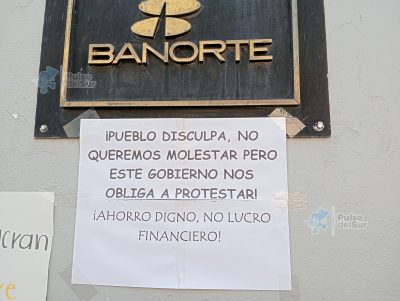 BANORTE
Pulso
delSur
¡PUEBLO DISCULPA, NO
QUEREMOS MOLESTAR PERO
ESTE GOBIERNO NOS
OBLIGA A PROTESTAR!
¡AHORRO DIGNO, NO LUCRO
FINANCIERO!
Pulso
delSur